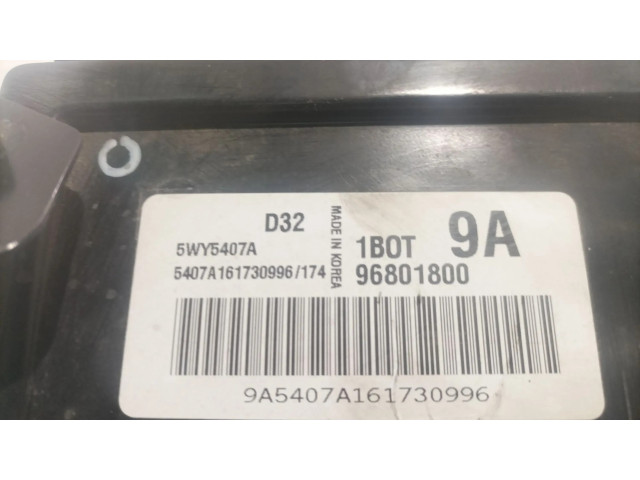 D32
5WY5407A
5407A161730996/174
MADE IN KOREA
1BOT 9A
96801800
9A5407A161730996